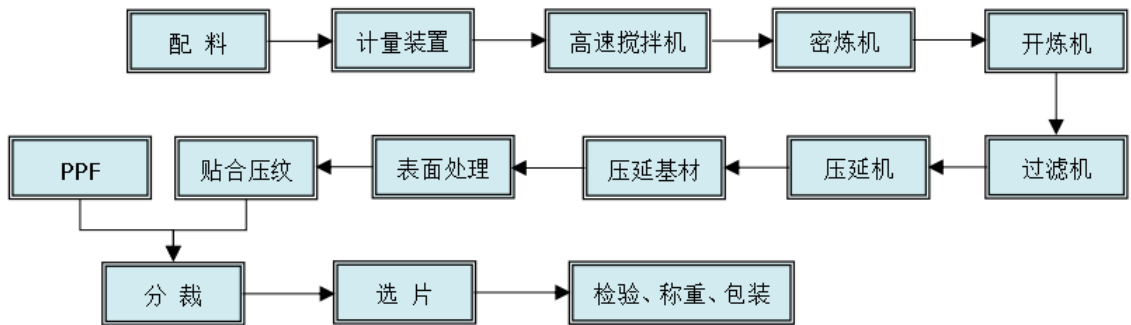 配 料
计量装置
高速搅拌机
密炼机
开炼机
PPF
贴合压纹
表面处理
压延基材
压延机
过滤机
分 裁
选 片
检验、称重、包装